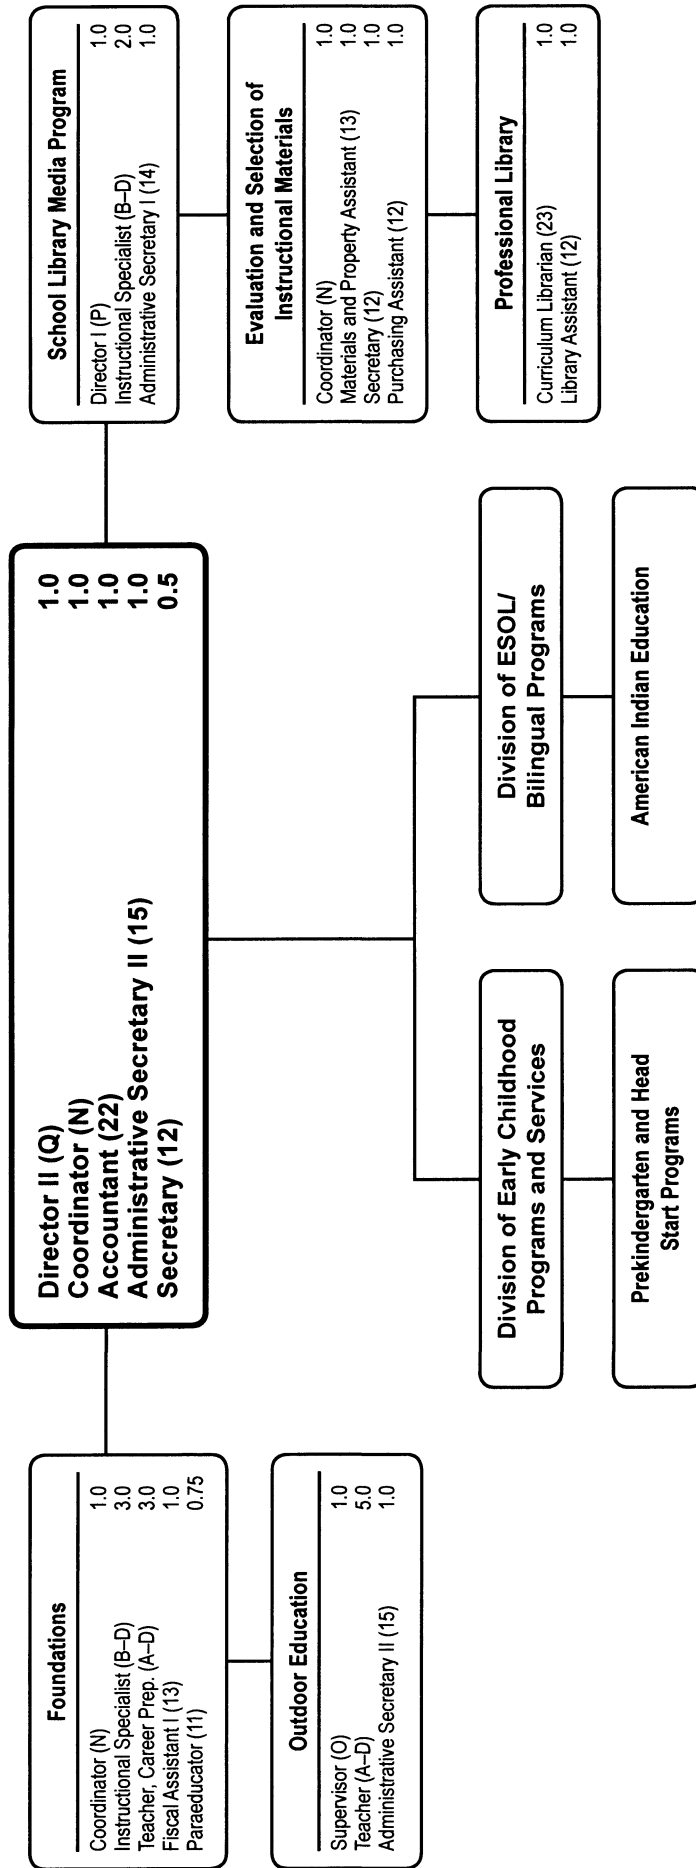 Director II (Q) 1.0
Coordinator (N) 1.0
Accountant (22) 1.0
Administrative Secretary II (15) 1.0
Secretary (12) 0.5
Foundations
Coordinator (N) 1.0
Instructional Specialist (B–D) 3.0
Teacher, Career Prep. (A–D) 3.0
Fiscal Assistant I (13) 1.0
Paraeducator (11) 0.75
Outdoor Education
Supervisor (O) 1.0
Teacher (A–D) 5.0
Administrative Secretary II (15) 1.0
School Library Media Program
Director I (P) 1.0
Instructional Specialist (B–D) 2.0
Administrative Secretary I (14) 1.0
Evaluation and Selection of
Instructional Materials
Coordinator (N) 1.0
Materials and Property Assistant (13) 1.0
Secretary (12) 1.0
Purchasing Assistant (12) 1.0
Professional Library
Curriculum Librarian (23) 1.0
Library Assistant (12) 1.0
Division of Early Childhood
Programs and Services
Prekindergarten and Head
Start Programs
Division of ESOL/
Bilingual Programs
American Indian Education